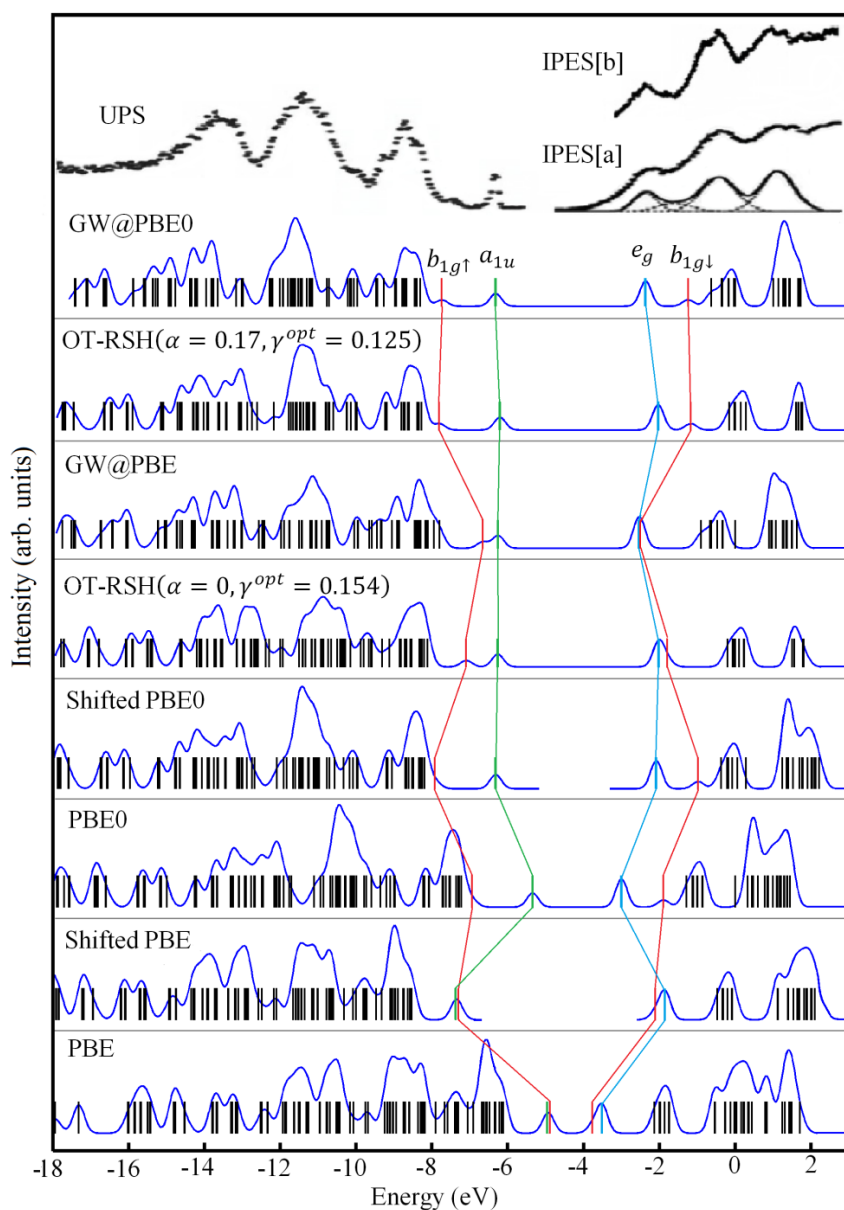 IPES[b]
UPS
IPES[a]
GW@PBE0
b1g↑ a1u eg b1g↓
OT-RSH(α = 0.17, γ^opt = 0.125)
GW@PBE
OT-RSH(α = 0, γ^opt = 0.154)
Shifted PBE0
PBE0
Shifted PBE
PBE
Intensity (arb. units)
-18 -16 -14 -12 -10 -8 -6 -4 -2 0 2
Energy (eV)